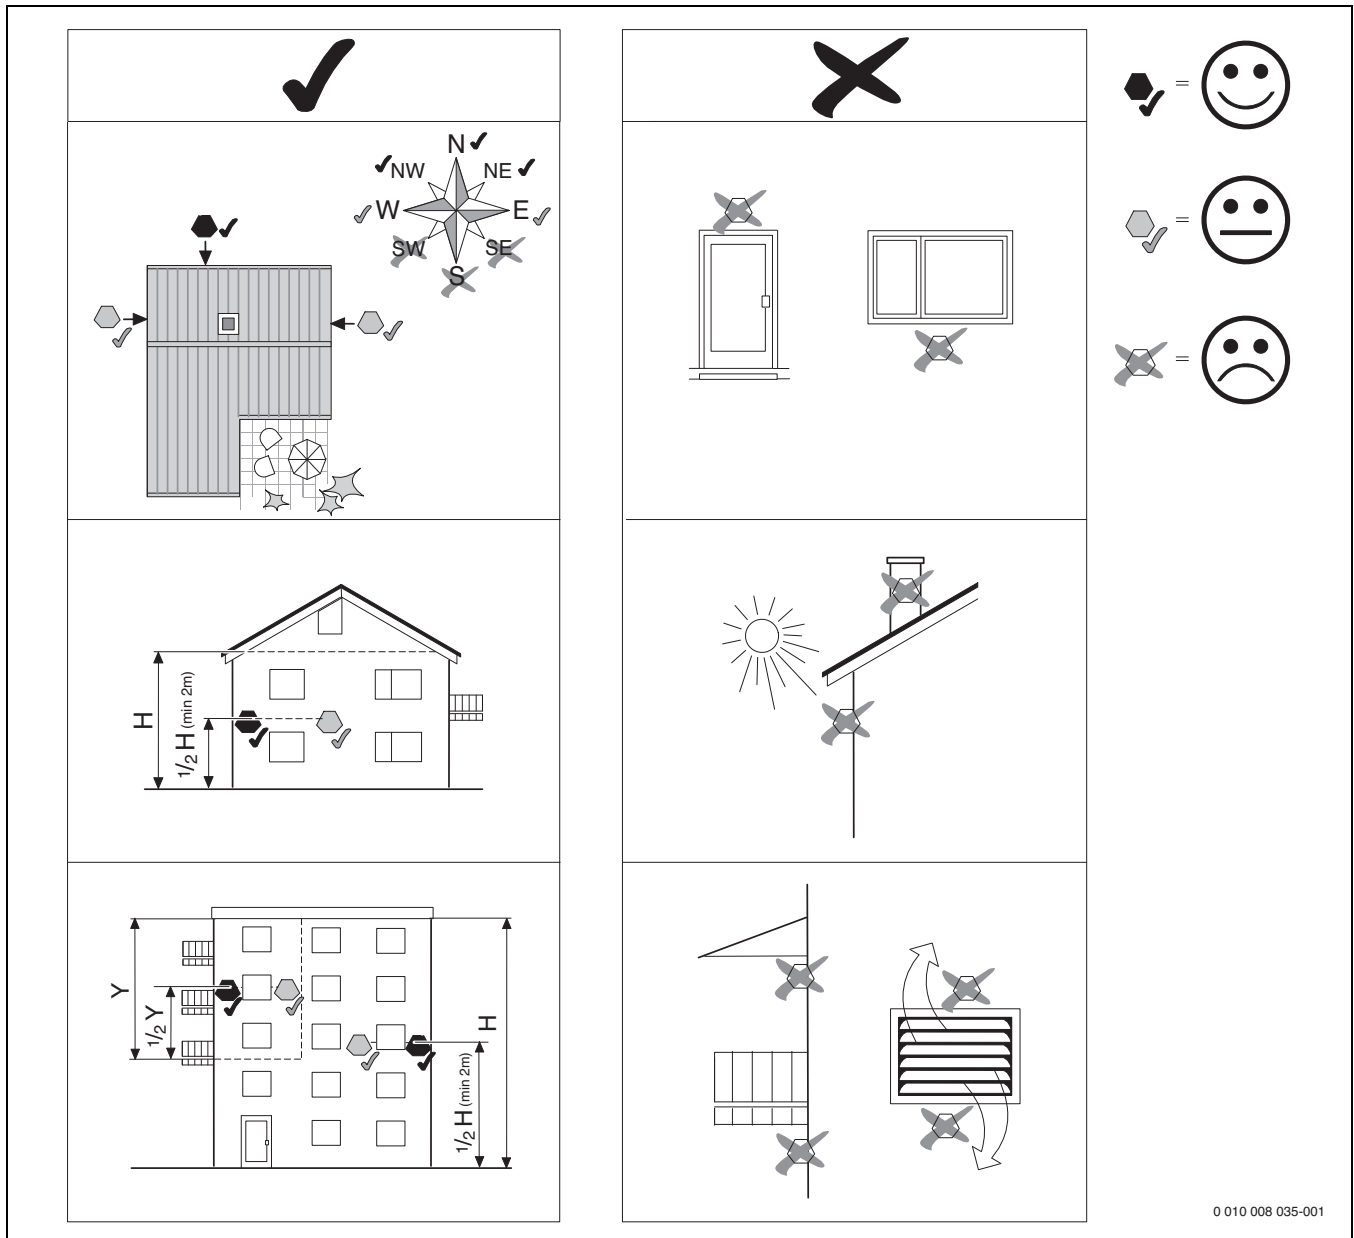 N
NW
NE
W
E
SW
SE
S
=
=
=
H
1/2 H (min 2m)
Y
1/2 Y
H
1/2 H (min 2m)
0 010 008 035-001